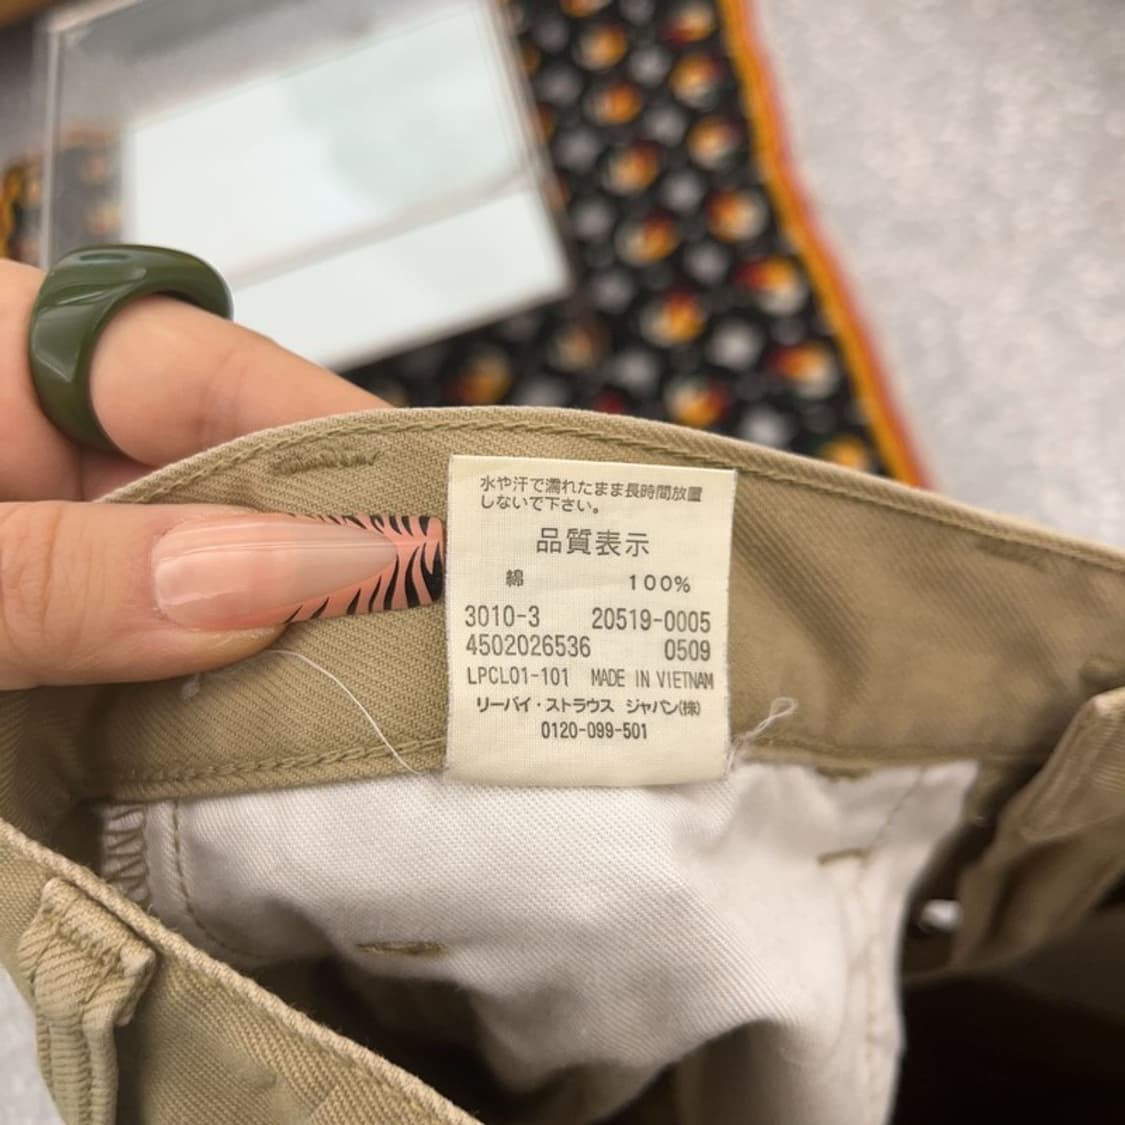 水や汗で濡れたまま長時間放置
しないで下さい。
品質表示
綿 100%
3010-3 20519-0005
4502026536 0509
LPCL01-101 MADE IN VIETNAM
リーバイ・ストラウス ジャパン(株)
0120-099-501